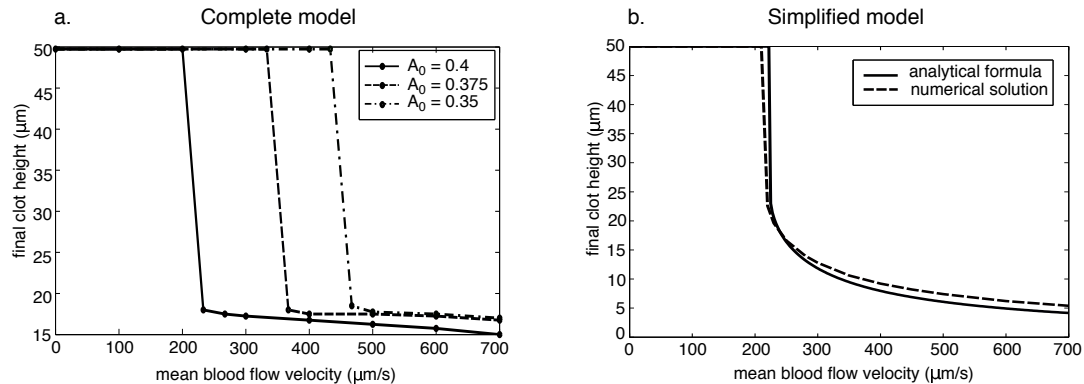 a.
Complete model
50
45
40
35
30
25
20
15
final clot height (μm)
0 100 200 300 400 500 600 700
mean blood flow velocity (μm/s)
A0 = 0.4
A0 = 0.375
A0 = 0.35
b.
Simplified model
50
45
40
35
30
25
20
15
10
5
0
final clot height (μm)
0 100 200 300 400 500 600 700
mean blood flow velocity (μm/s)
analytical formula
numerical solution